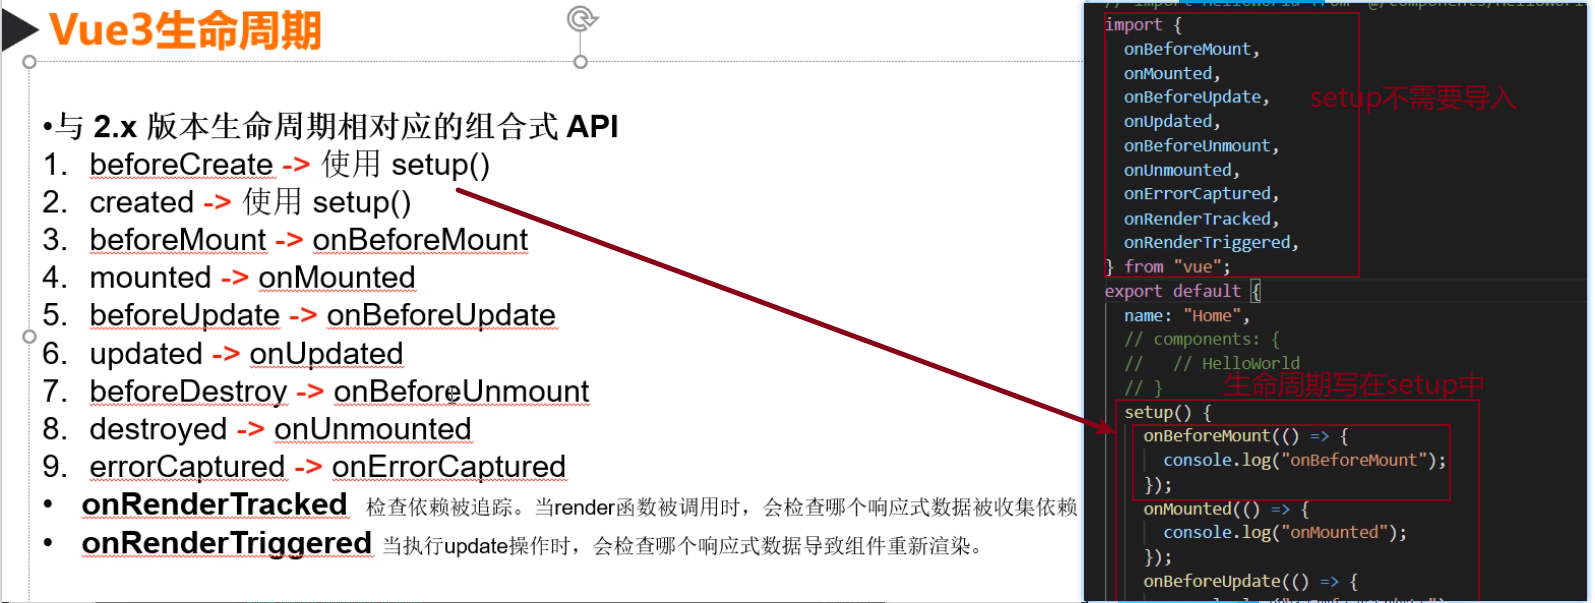 Vue3生命周期
•与 2.x 版本生命周期相对应的组合式 API
1. beforeCreate -> 使用 setup()
2. created -> 使用 setup()
3. beforeMount -> onBeforeMount
4. mounted -> onMounted
5. beforeUpdate -> onBeforeUpdate
6. updated -> onUpdated
7. beforeDestroy -> onBeforeUnmount
8. destroyed -> onUnmounted
9. errorCaptured -> onErrorCaptured
• onRenderTracked 检查依赖被追踪。当render函数被调用时，会检查哪个响应式数据被收集依赖
• onRenderTriggered 当执行update操作时，会检查哪个响应式数据导致组件重新渲染。
import {
onBeforeMount,
onMounted,
onBeforeUpdate,
setup不需要导入
onUpdated,
onBeforeUnmount,
onUnmounted,
onErrorCaptured,
onRenderTracked,
onRenderTriggered,
} from "vue";
export default {
name: "Home",
// components: {
// // HelloWorld
// }
生命周期写在setup中
setup() {
onBeforeMount(() => {
console.log("onBeforeMount");
});
onMounted(() => {
console.log("onMounted");
});
onBeforeUpdate(() => {